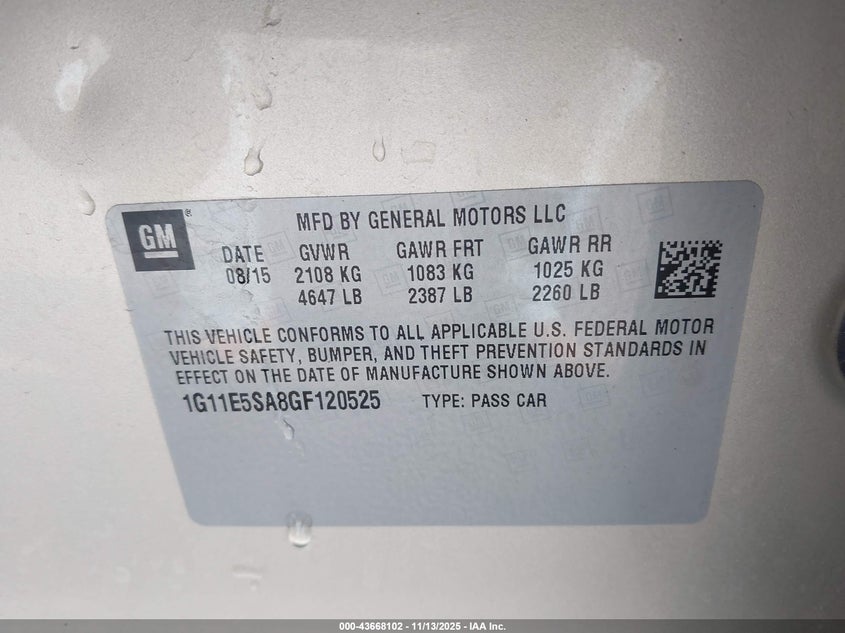 GM ®
MFD BY GENERAL MOTORS LLC
DATE GVWR GAWR FRT GAWR RR
08/15 2108 KG 1083 KG 1025 KG
4647 LB 2387 LB 2260 LB
THIS VEHICLE CONFORMS TO ALL APPLICABLE U.S. FEDERAL MOTOR
VEHICLE SAFETY, BUMPER, AND THEFT PREVENTION STANDARDS IN
EFFECT ON THE DATE OF MANUFACTURE SHOWN ABOVE.
1G11E5SA8GF120525 TYPE: PASS CAR
000-43668102 - 11/13/2025 - IAA Inc.